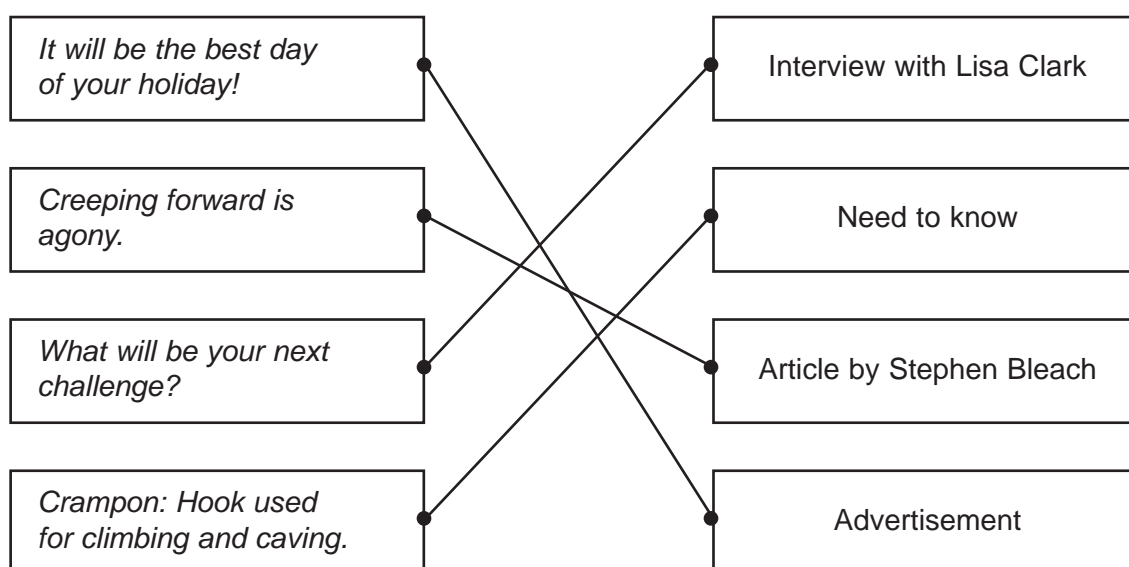 It will be the best day
of your holiday!
Interview with Lisa Clark
Creeping forward is
agony.
Need to know
What will be your next
challenge?
Article by Stephen Bleach
Crampon: Hook used
for climbing and caving.
Advertisement